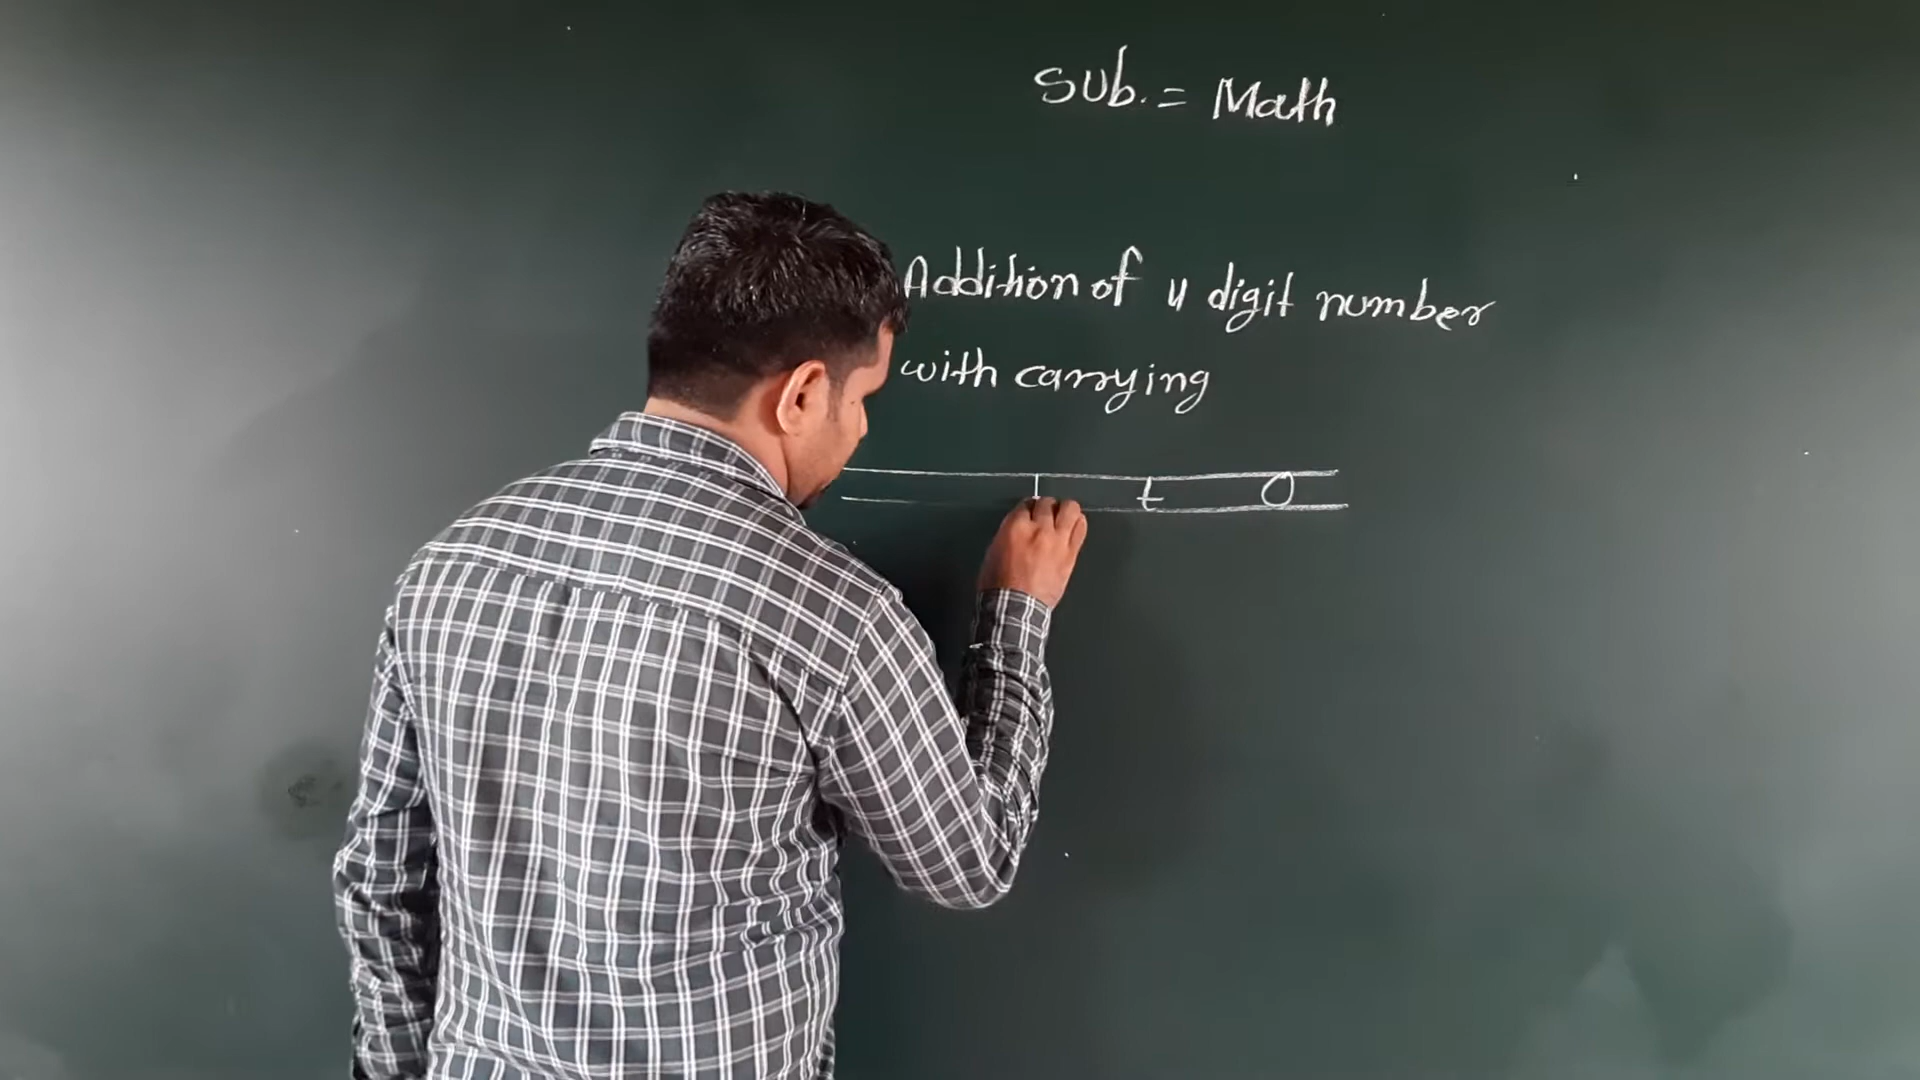 Sub. = Math
Addition of 4 digit number
with carrying
t O